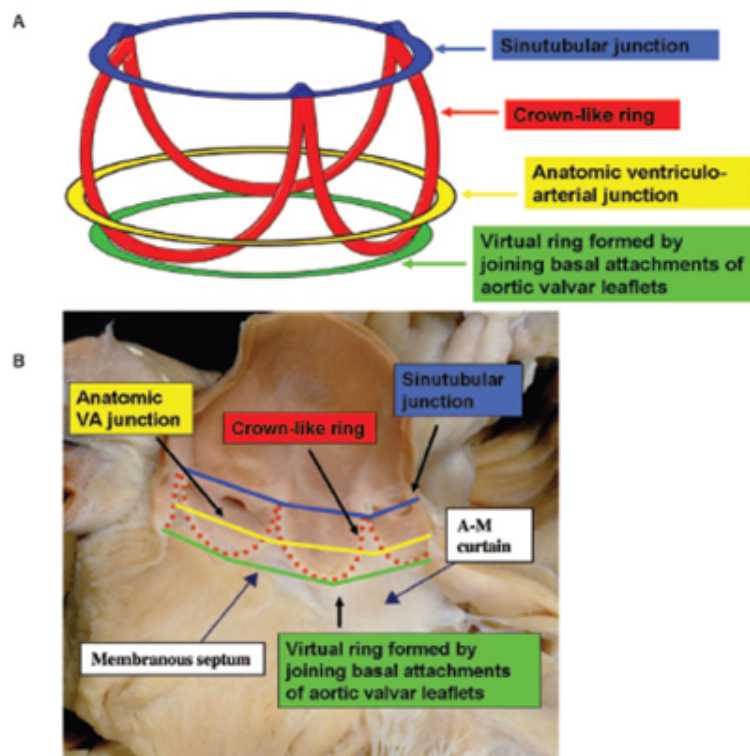 A
Sinutubular junction
Crown-like ring
Anatomic ventriculo-
arterial junction
Virtual ring formed by
joining basal attachments of
aortic valvar leaflets
B
Anatomic
VA junction
Sinutubular
junction
Crown-like ring
A-M
curtain
Membranous septum
Virtual ring formed by
joining basal attachments
of aortic valvar leaflets